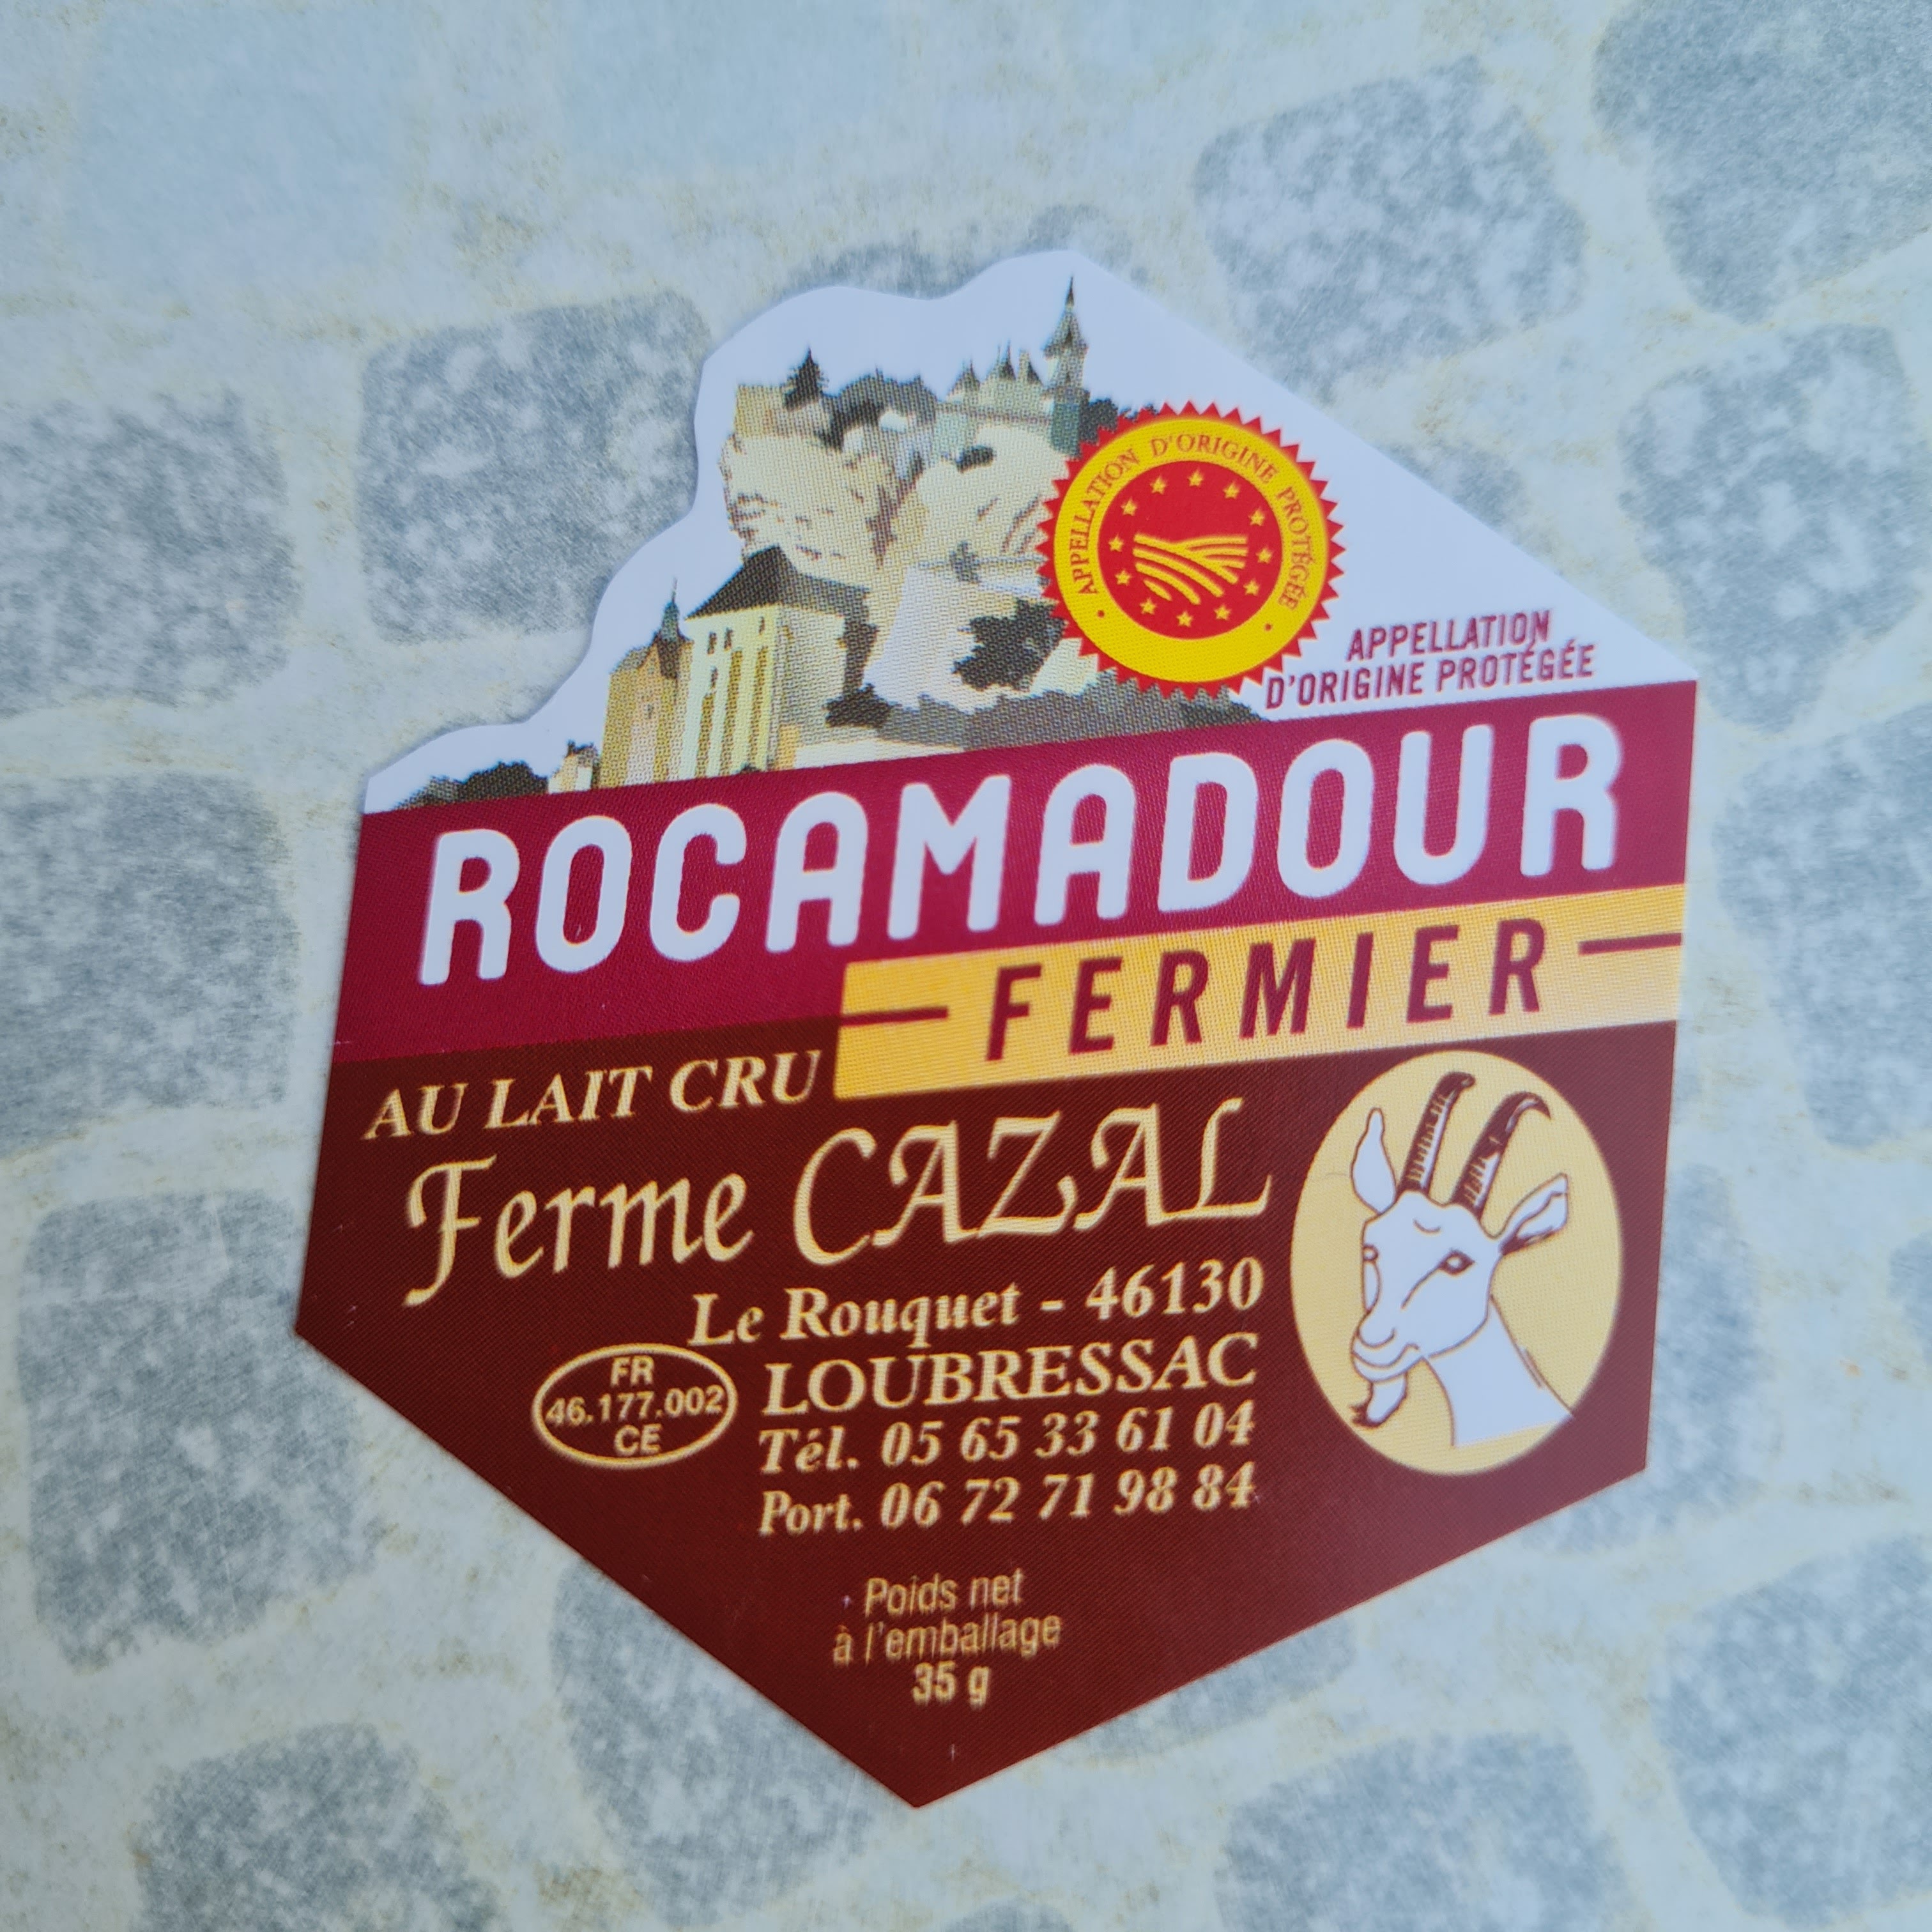 APPELLATION D'ORIGINE PROTÉGÉE
APPELLATION
D'ORIGINE PROTÉGÉE
ROCAMADOUR
FERMIER
AU LAIT CRU
Ferme CAZAL
Le Rouquet - 46130
LOUBRESSAC
FR
46.177.002
CE
Tél. 05 65 33 61 04
Port. 06 72 71 98 84
Poids net
à l'emballage
35 g